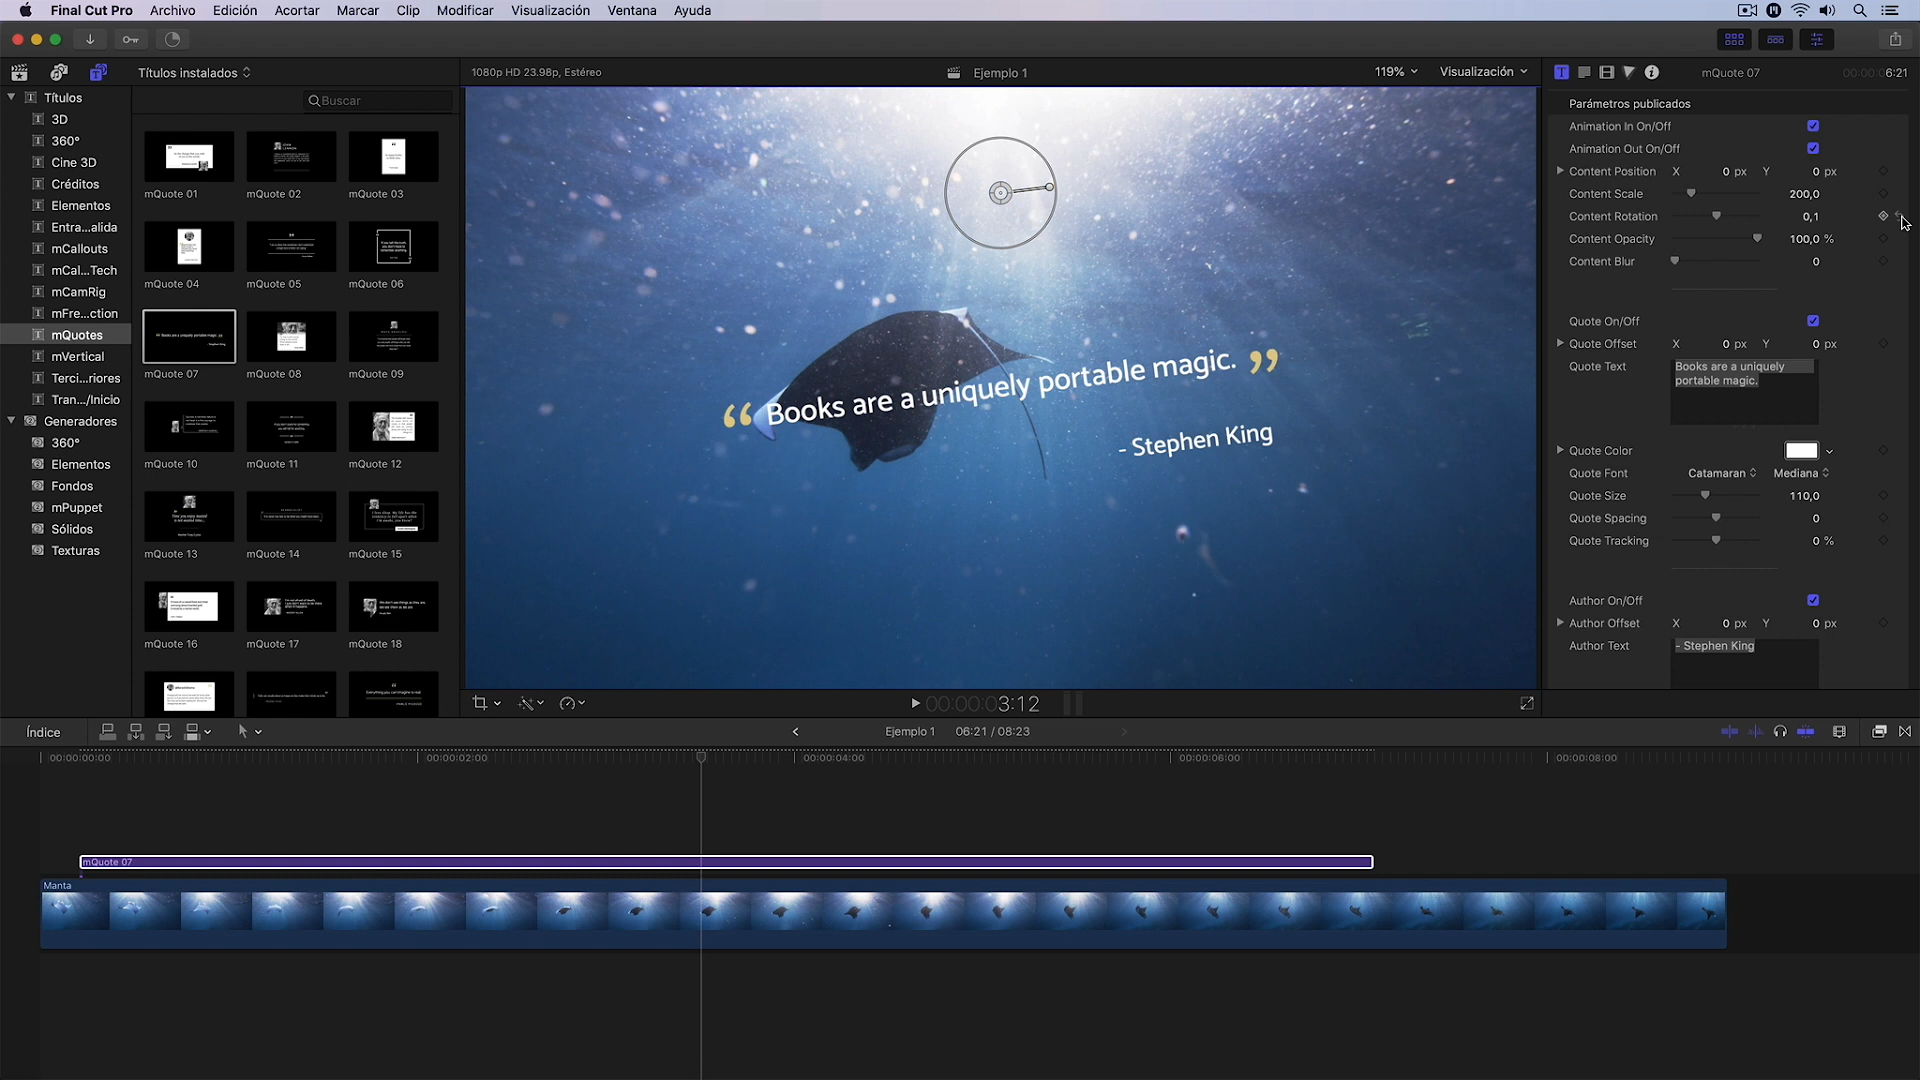 Final Cut Pro Archivo Edición Acortar Marcar Clip Modificar Visualización Ventana Ayuda
Títulos instalados
1080p HD 23.98p, Estéreo
Ejemplo 1
119%
Visualización
mQuote 07
00:00:00:06:21
Buscar
Títulos
3D
360°
Cine 3D
Créditos
Elementos
Entra...alida
mCallouts
mCal...Tech
mCamRig
mFre...ction
mQuotes
mVertical
Terci...riores
Tran.../Inicio
Generadores
360°
Elementos
Fondos
mPuppet
Sólidos
Texturas
mQuote 01
mQuote 02
mQuote 03
mQuote 04
mQuote 05
mQuote 06
mQuote 07
mQuote 08
mQuote 09
mQuote 10
mQuote 11
mQuote 12
mQuote 13
mQuote 14
mQuote 15
mQuote 16
mQuote 17
mQuote 18
“ Books are a uniquely portable magic. ”
- Stephen King
Parámetros publicados
Animation In On/Off
Animation Out On/Off
Content Position X 0 px Y 0 px
Content Scale 200,0
Content Rotation 0,1
Content Opacity 100,0 %
Content Blur 0
Quote On/Off
Quote Offset X 0 px Y 0 px
Quote Text Books are a uniquely
portable magic.
Quote Color
Quote Font Catamaran Mediana
Quote Size 110,0
Quote Spacing 0
Quote Tracking 0 %
Author On/Off
Author Offset X 0 px Y 0 px
Author Text - Stephen King
00:00:00:03:12
Índice
Ejemplo 1 06:21 / 08:23
00:00:00:00 00:00:02:00 00:00:04:00 00:00:06:00 00:00:08:00
mQuote 07
Manta